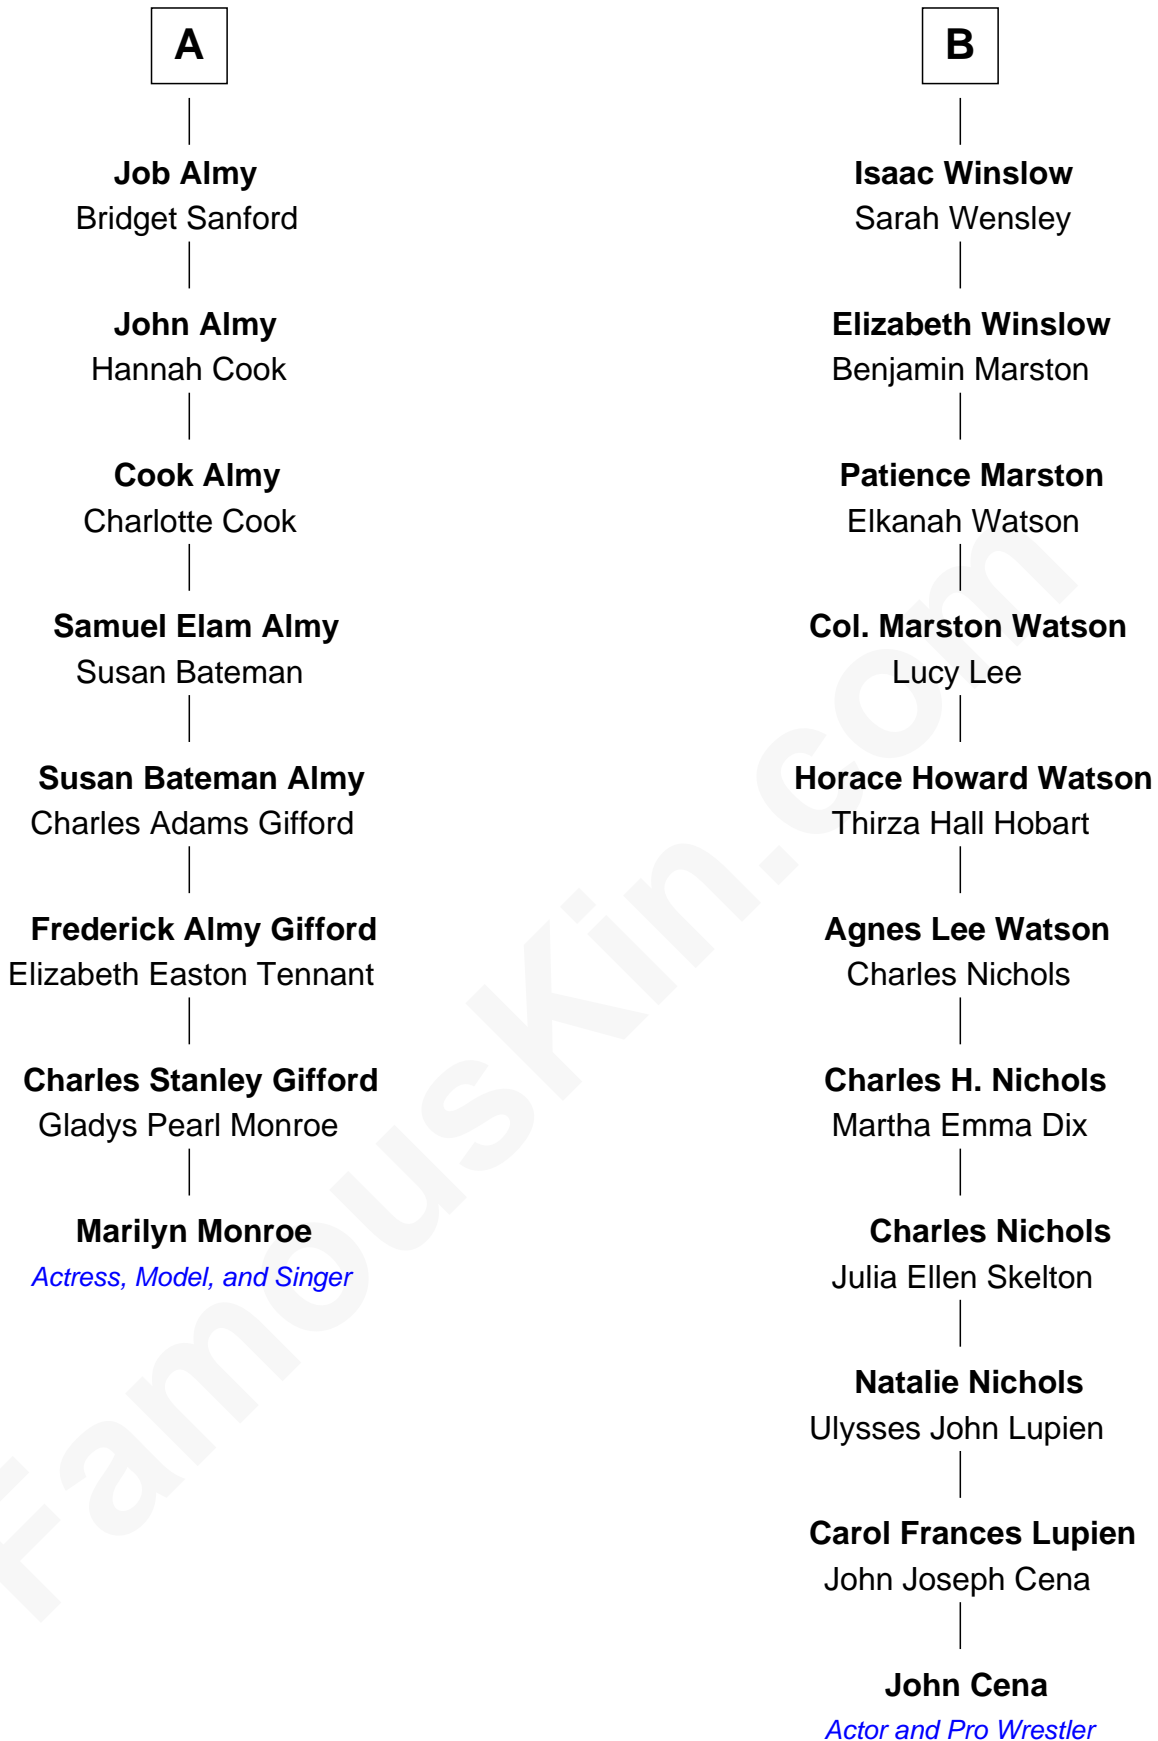 A
Job Almy
Bridget Sanford
John Almy
Hannah Cook
Cook Almy
Charlotte Cook
Samuel Elam Almy
Susan Bateman
Susan Bateman Almy
Charles Adams Gifford
Frederick Almy Gifford
Elizabeth Easton Tennant
Charles Stanley Gifford
Gladys Pearl Monroe
Marilyn Monroe
Actress, Model, and Singer
B
Isaac Winslow
Sarah Wensley
Elizabeth Winslow
Benjamin Marston
Patience Marston
Elkanah Watson
Col. Marston Watson
Lucy Lee
Horace Howard Watson
Thirza Hall Hobart
Agnes Lee Watson
Charles Nichols
Charles H. Nichols
Martha Emma Dix
Charles Nichols
Julia Ellen Skelton
Natalie Nichols
Ulysses John Lupien
Carol Frances Lupien
John Joseph Cena
John Cena
Actor and Pro Wrestler
FamousKin.com